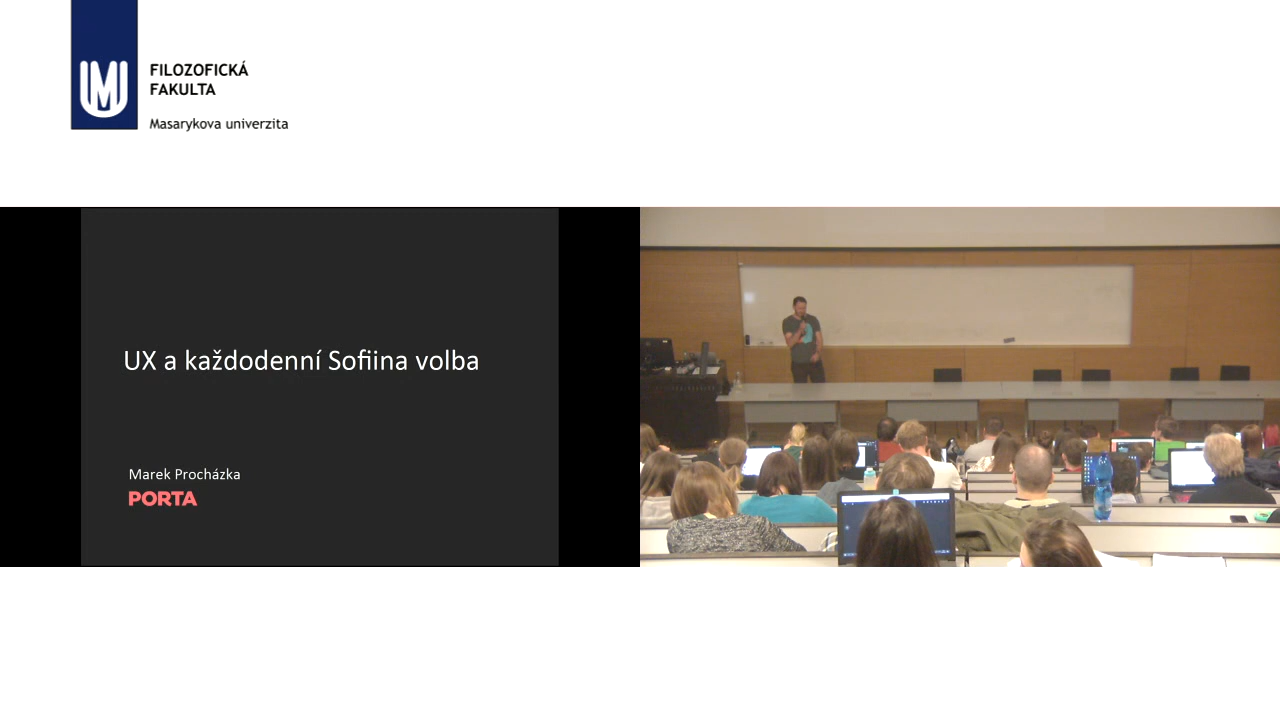 FILOZOFICKÁ
FAKULTA
Masarykova univerzita
UX a každodenní Sofiina volba
Marek Procházka
PORTA